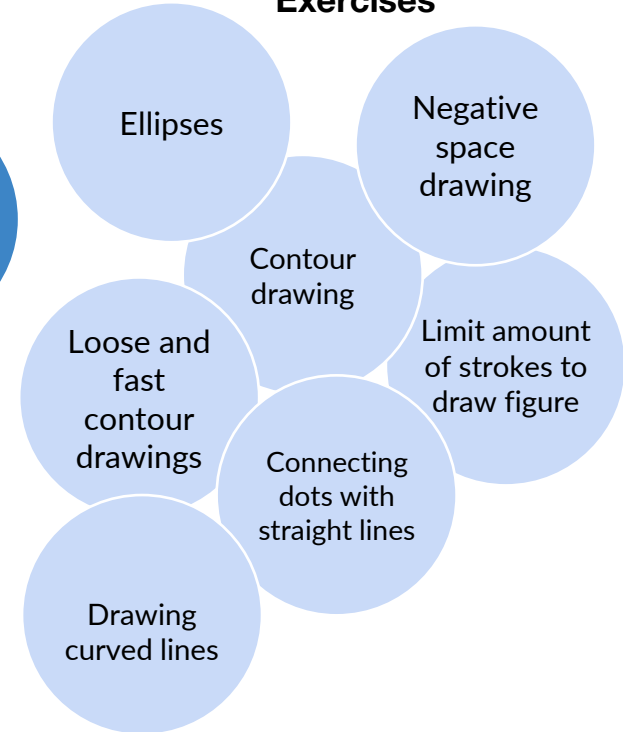 Exercises
Ellipses
Negative
space
drawing
Contour
drawing
Loose and
fast
contour
drawings
Limit amount
of strokes to
draw figure
Connecting
dots with
straight lines
Drawing
curved lines